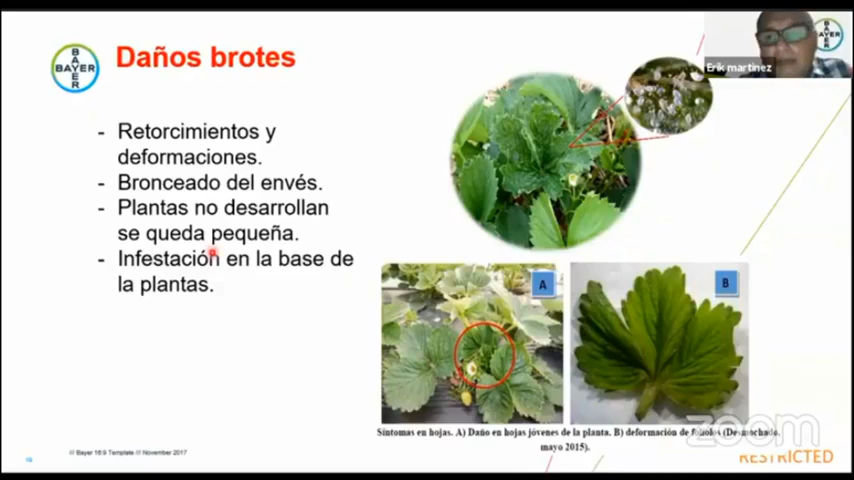 BAYER
BAYER
Daños brotes
Erik martinez
- Retorcimientos y
deformaciones.
- Bronceado del envés.
- Plantas no desarrollan
se queda pequeña.
- Infestación en la base de
la plantas.
A
B
Síntomas en hojas. A) Daño en hojas jóvenes de la planta. B) deformación de foliolos (Desmochado,
mayo 2015).
zoom
/// Bayer 16:9 Template /// November 2017
RESTRICTED